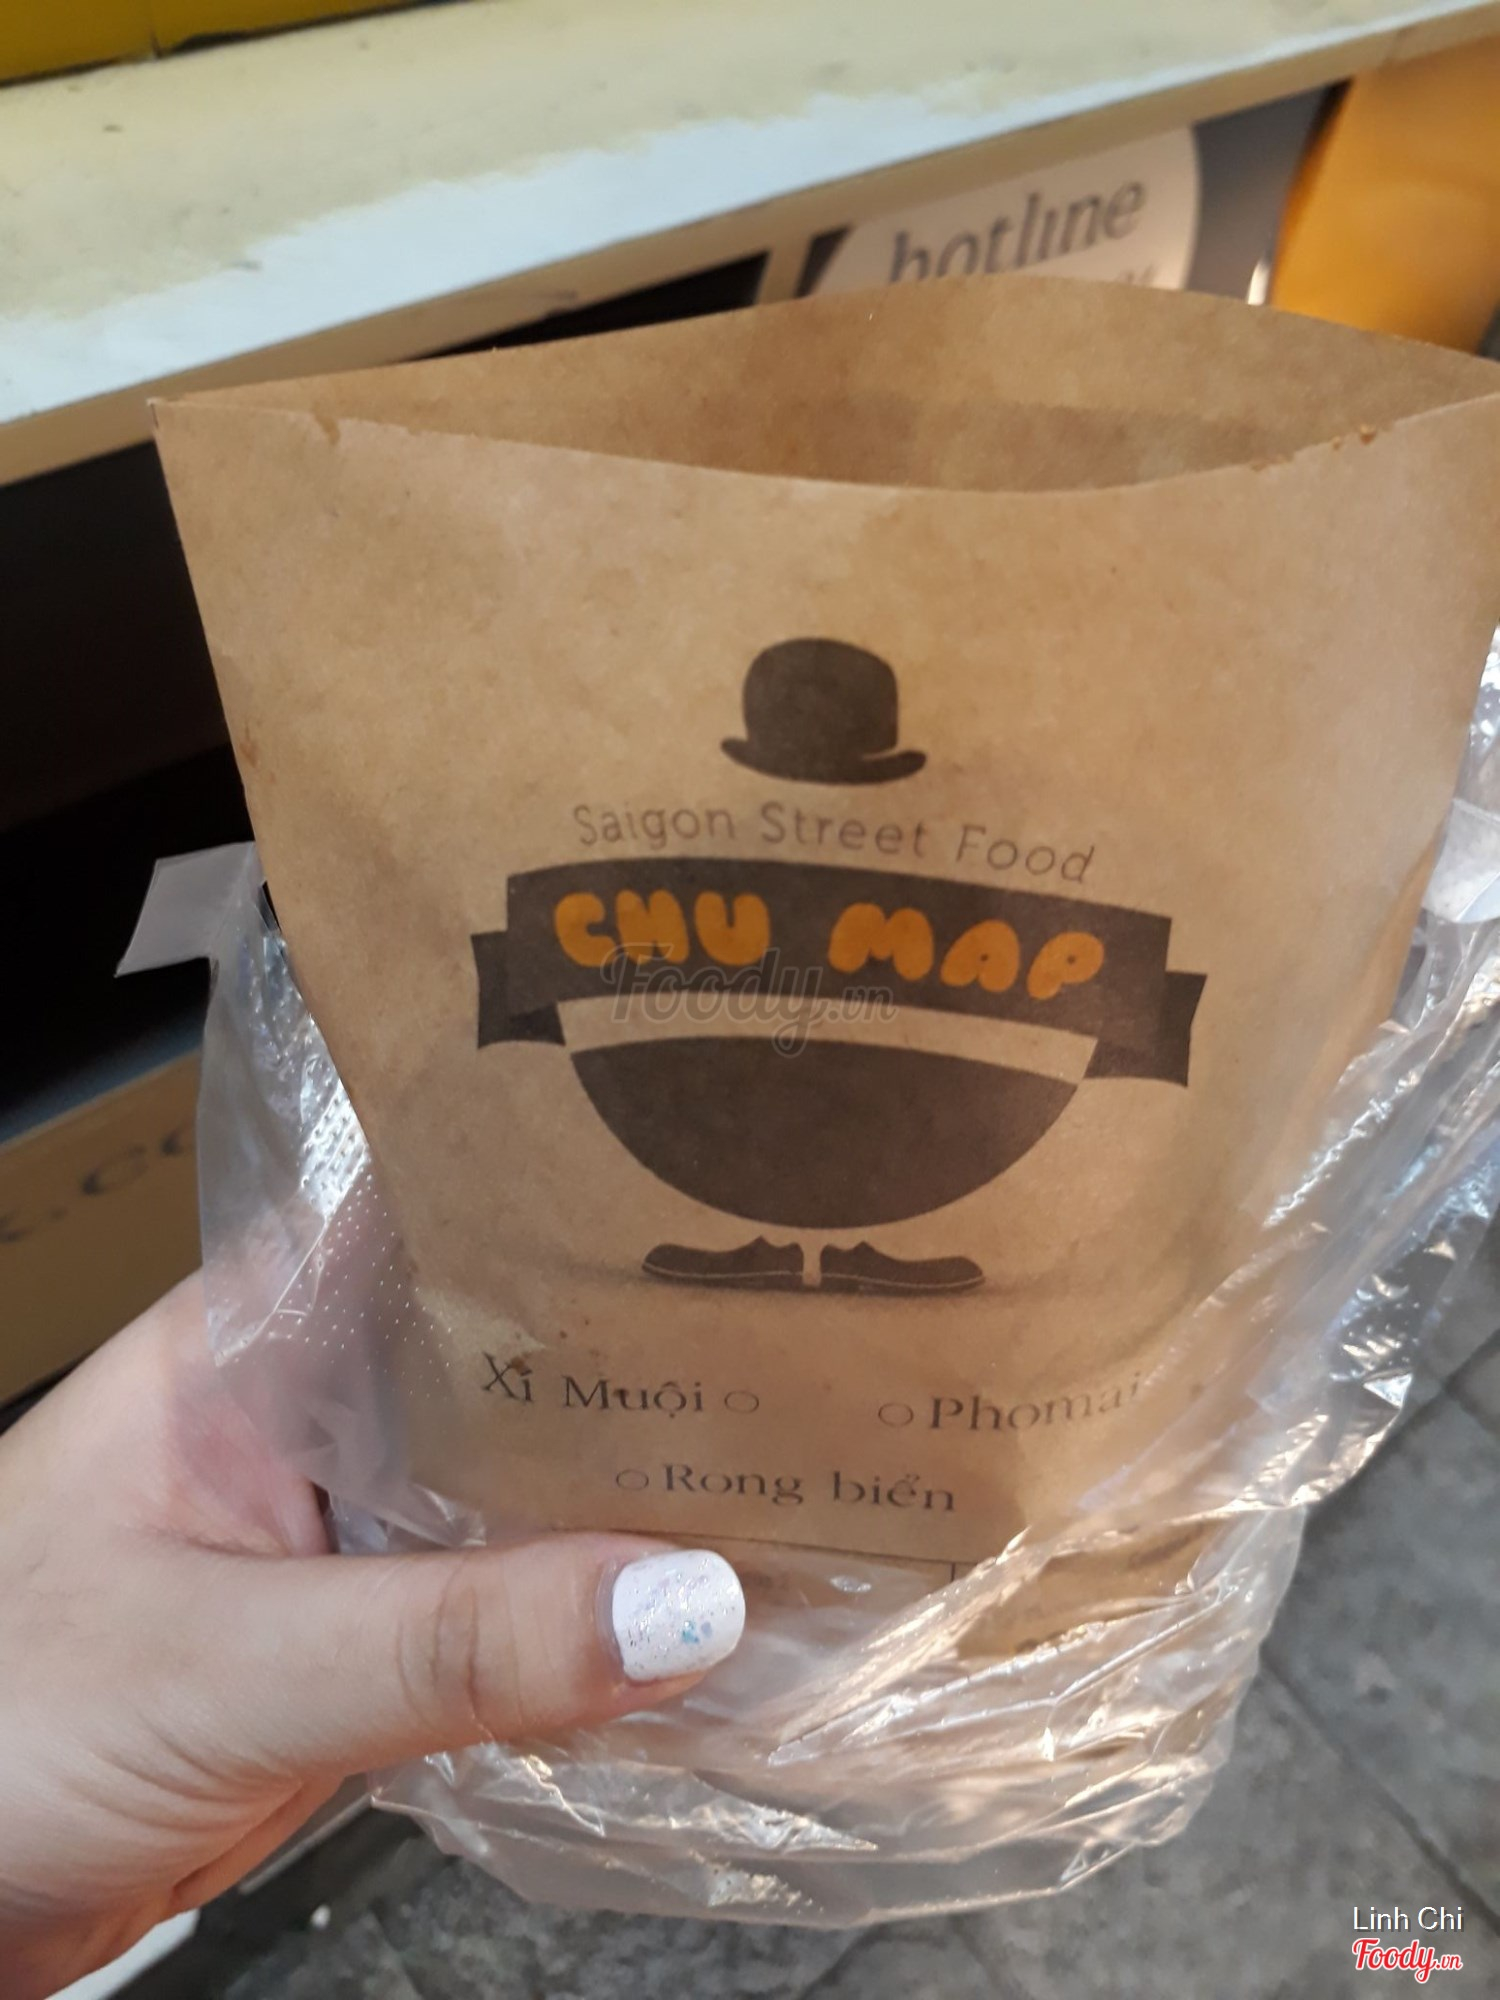 hotline
Saigon Street Food
CHU MAP
Foody.vn
Xí Muội ○ ○ Phomai
○ Rong biển
Linh Chi
Foody.vn